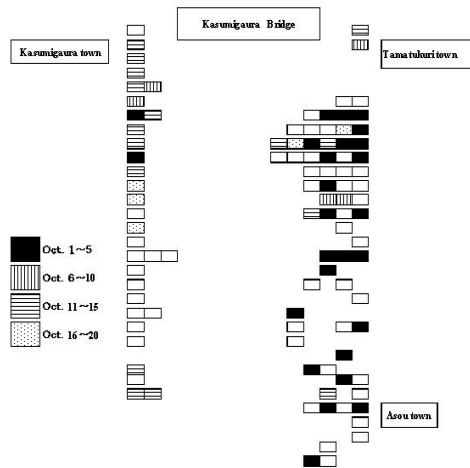 Kasumigaura Bridge
Kasumigaura town
Tamatukuri town
Oct. 1~5
Oct. 6~10
Oct. 11~15
Oct. 16~20
Asou town